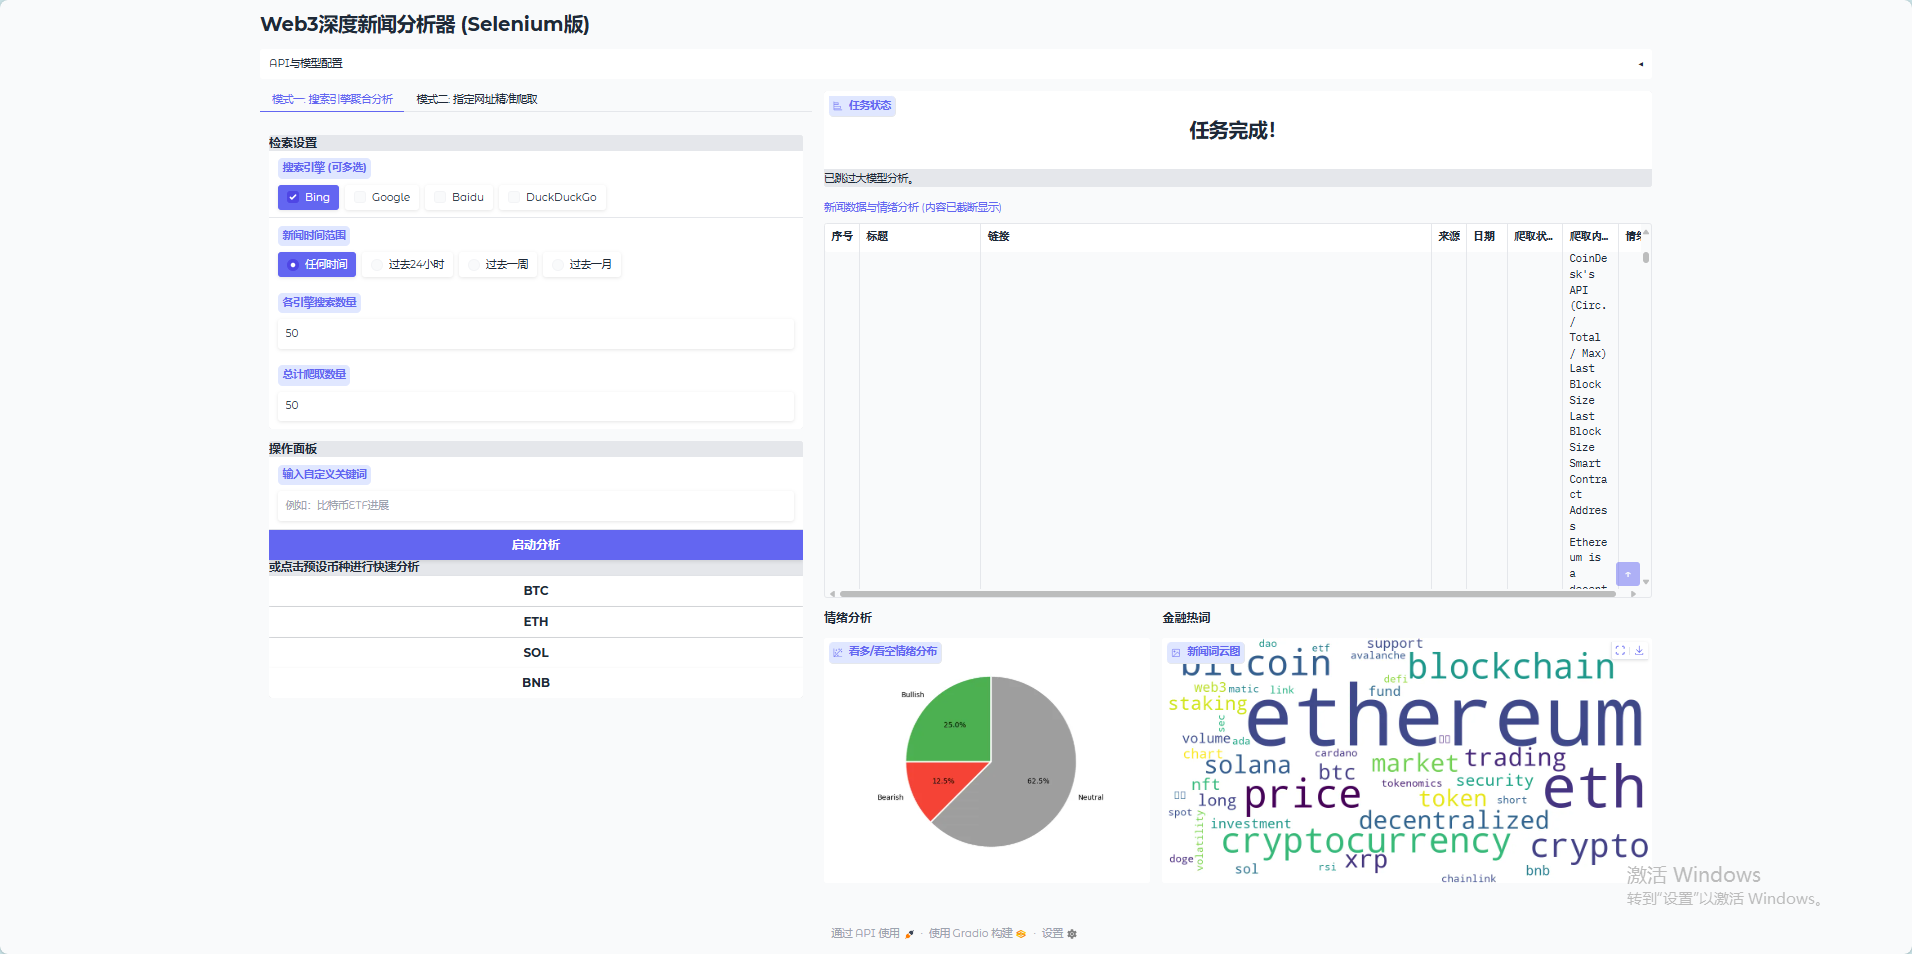 Web3深度新闻分析器 (Selenium版)
API与模型配置
模式一: 搜索引擎聚合分析
模式二: 指定网址精准爬取
检索设置
搜索引擎 (可多选)
Bing
Google
Baidu
DuckDuckGo
新闻时间范围
任何时间
过去24小时
过去一周
过去一月
各引擎搜索数量
50
总计爬取数量
50
操作面板
输入自定义关键词
例如：比特币ETF进展
启动分析
或点击预设币种进行快速分析
BTC
ETH
SOL
BNB
任务状态
任务完成！
已跳过大模型分析。
新闻数据与情绪分析 (内容已截断显示)
序号
标题
链接
来源
日期
爬取状...
爬取内...
情绪
CoinDe
sk's
API
(Circ.
/
Total
/ Max)
Last
Block
Size
Last
Block
Size
Smart
Contra
ct
Addres
s
Ethere
um is
a
decent
情绪分析
看多/看空情绪分布
Bullish
25.0%
12.5%
62.5%
Bearish
Neutral
金融热词
新闻词云图
dao
etf
support
avalanche
bitcoin
blockchain
defi
web3
matic
link
fund
staking
ethereum
sec
volume
ada
chart
cardano
trading
market
solana
btc
tokenomics
security
nft
long
price
token
short
eth
spot
investment
decentralized
volatility
cryptocurrency
crypto
doge
sol
rsi
xrp
bnb
chainlink
激活 Windows
转到"设置"以激活 Windows。
通过 API 使用
·
使用 Gradio 构建
·
设置